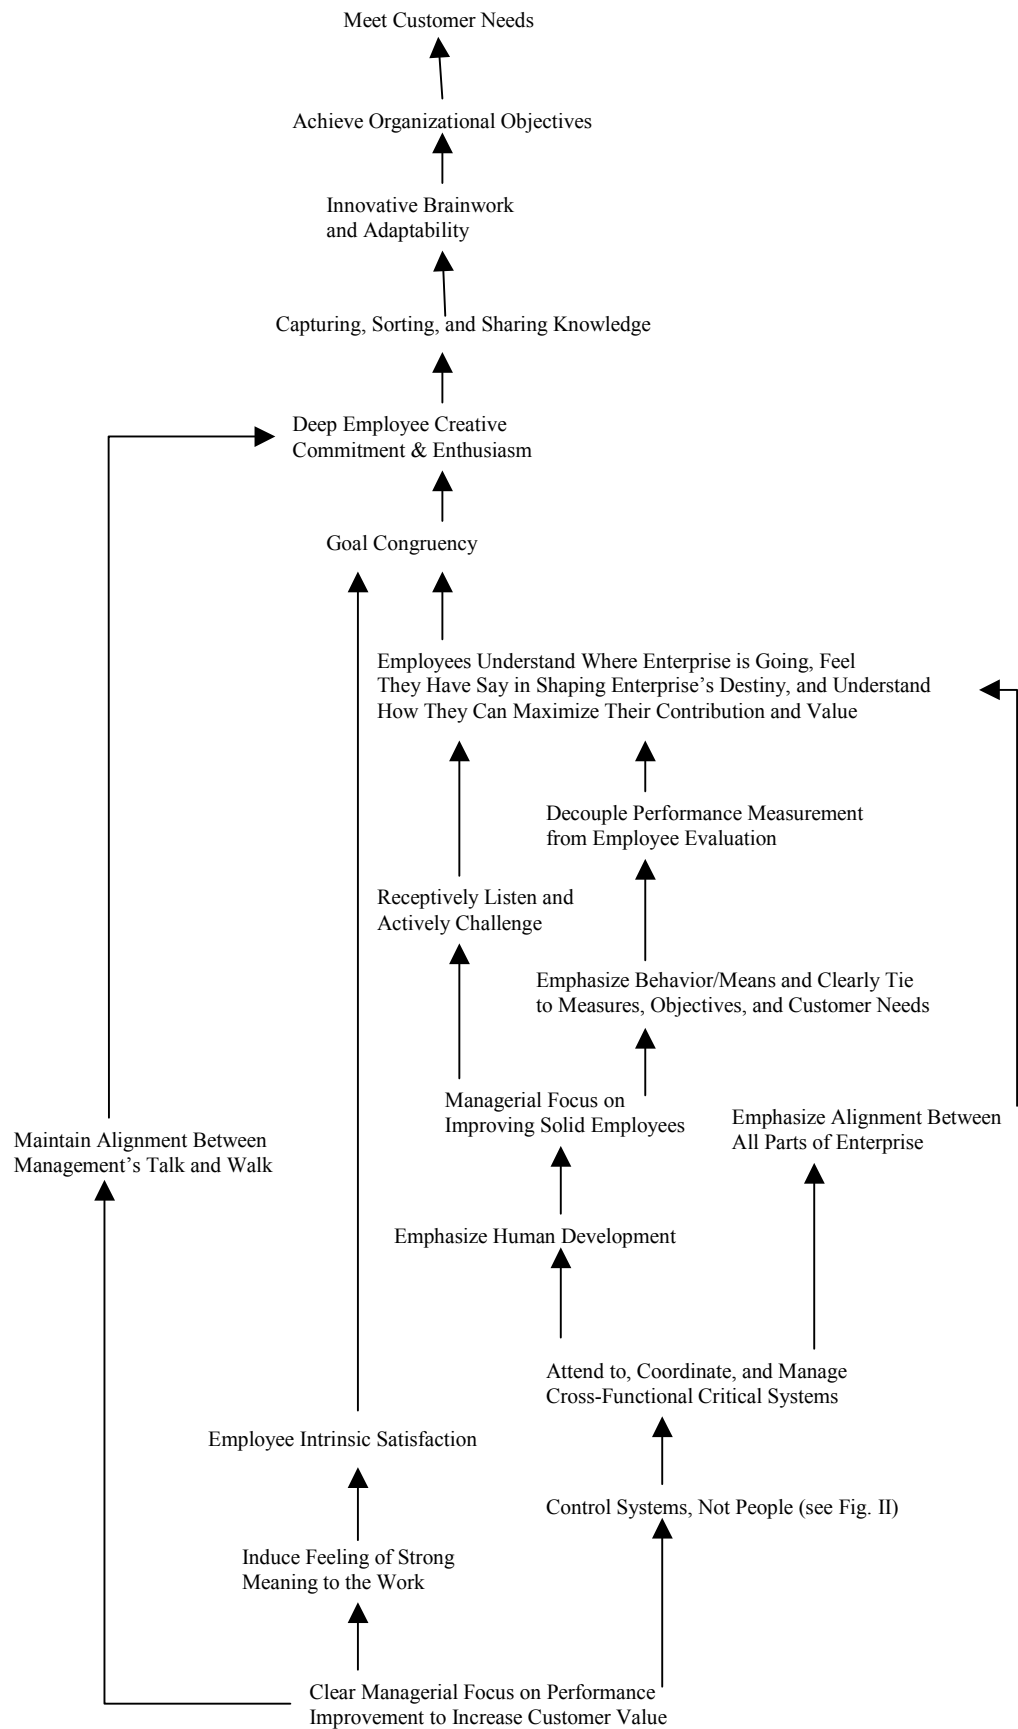 Meet Customer Needs
Achieve Organizational Objectives
Innovative Brainwork
and Adaptability
Capturing, Sorting, and Sharing Knowledge
Deep Employee Creative
Commitment & Enthusiasm
Goal Congruency
Employees Understand Where Enterprise is Going, Feel
They Have Say in Shaping Enterprise’s Destiny, and Understand
How They Can Maximize Their Contribution and Value
Decouple Performance Measurement
from Employee Evaluation
Receptively Listen and
Actively Challenge
Emphasize Behavior/Means and Clearly Tie
to Measures, Objectives, and Customer Needs
Managerial Focus on
Improving Solid Employees
Emphasize Alignment Between
All Parts of Enterprise
Maintain Alignment Between
Management’s Talk and Walk
Emphasize Human Development
Attend to, Coordinate, and Manage
Cross-Functional Critical Systems
Employee Intrinsic Satisfaction
Control Systems, Not People (see Fig. II)
Induce Feeling of Strong
Meaning to the Work
Clear Managerial Focus on Performance
Improvement to Increase Customer Value